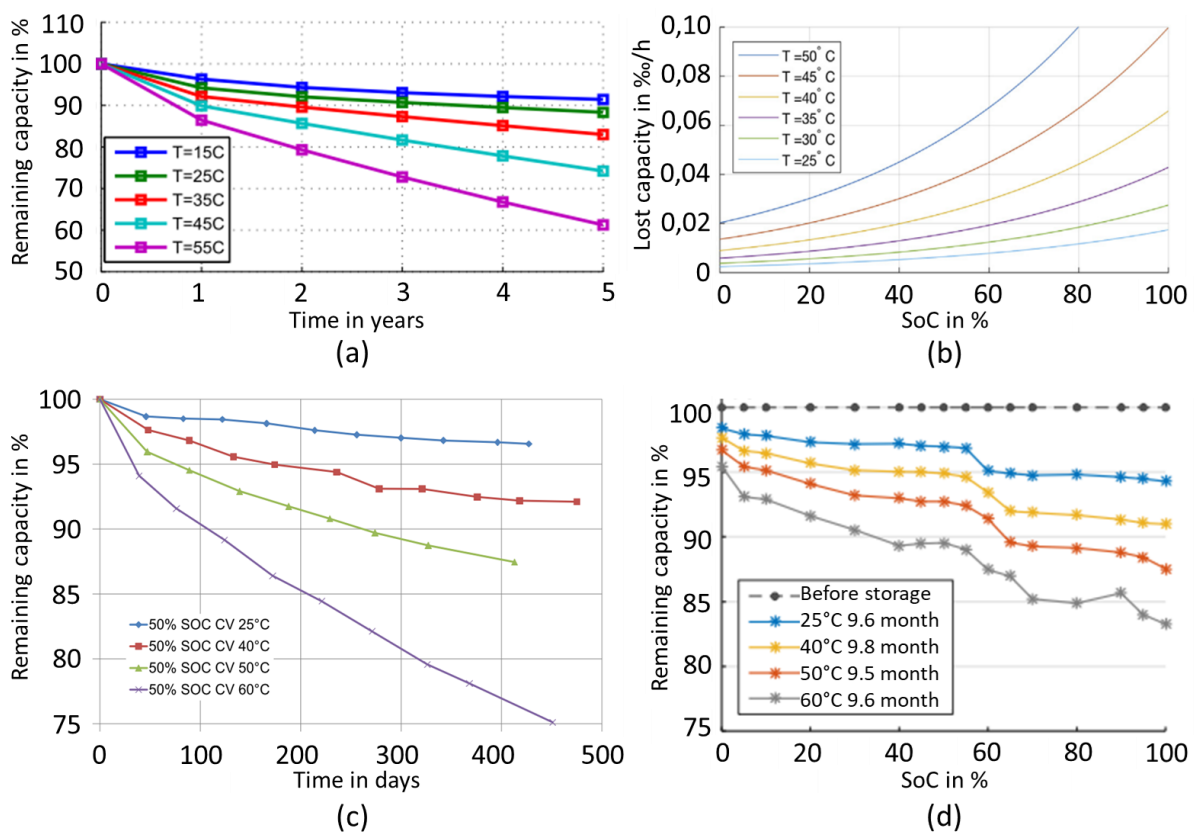 Remaining capacity in %
110
100
90
80
70
60
50
T=15C
T=25C
T=35C
T=45C
T=55C
0 1 2 3 4 5
Time in years
(a)
Lost capacity in ‰/h
0,10
0,08
0,06
0,04
0,02
0
T =50° C
T =45° C
T =40° C
T =35° C
T =30° C
T =25° C
0 20 40 60 80 100
SoC in %
(b)
Remaining capacity in %
100
95
90
85
80
75
50% SOC CV 25°C
50% SOC CV 40°C
50% SOC CV 50°C
50% SOC CV 60°C
0 100 200 300 400 500
Time in days
(c)
Remaining capacity in %
100
95
90
85
80
75
Before storage
25°C 9.6 month
40°C 9.8 month
50°C 9.5 month
60°C 9.6 month
0 20 40 60 80 100
SoC in %
(d)